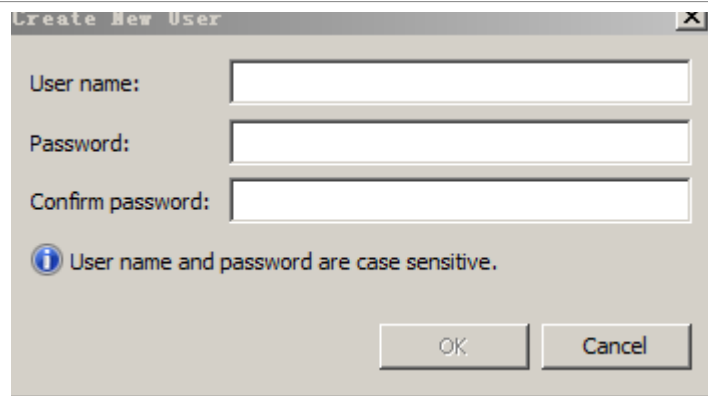 Create New User
User name:
Password:
Confirm password:
User name and password are case sensitive.
OK Cancel